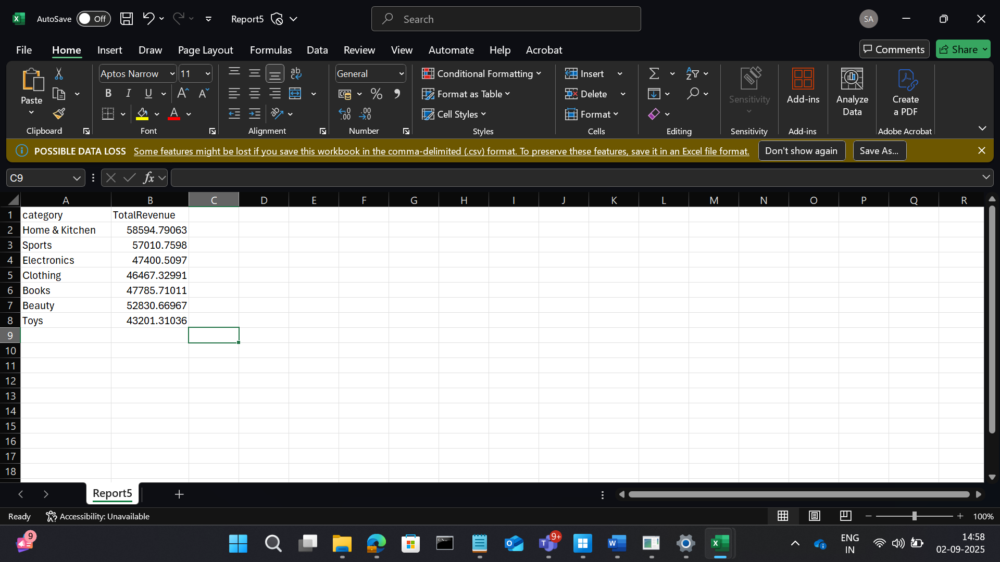 AutoSave Off Report5 Search SA
File Home Insert Draw Page Layout Formulas Data Review View Automate Help Acrobat Comments Share
Paste Aptos Narrow 11 General Conditional Formatting Insert Sensitivity Add-ins Analyze Data Create a PDF
B I U Format as Table Delete
Cell Styles Format
Clipboard Font Alignment Number Styles Cells Editing Sensitivity Add-ins Adobe Acrobat
POSSIBLE DATA LOSS Some features might be lost if you save this workbook in the comma-delimited (.csv) format. To preserve these features, save it in an Excel file format. Don't show again Save As...
C9 fx
A B C D E F G H I J K L M N O P Q R
1 category TotalRevenue
2 Home & Kitchen 58594.79063
3 Sports 57010.7598
4 Electronics 47400.5097
5 Clothing 46467.32991
6 Books 47785.71011
7 Beauty 52830.66967
8 Toys 43201.31036
9
10
11
12
13
14
15
16
17
18
Report5
Ready Accessibility: Unavailable 100%
9 9+ ENG 14:58
IN 02-09-2025